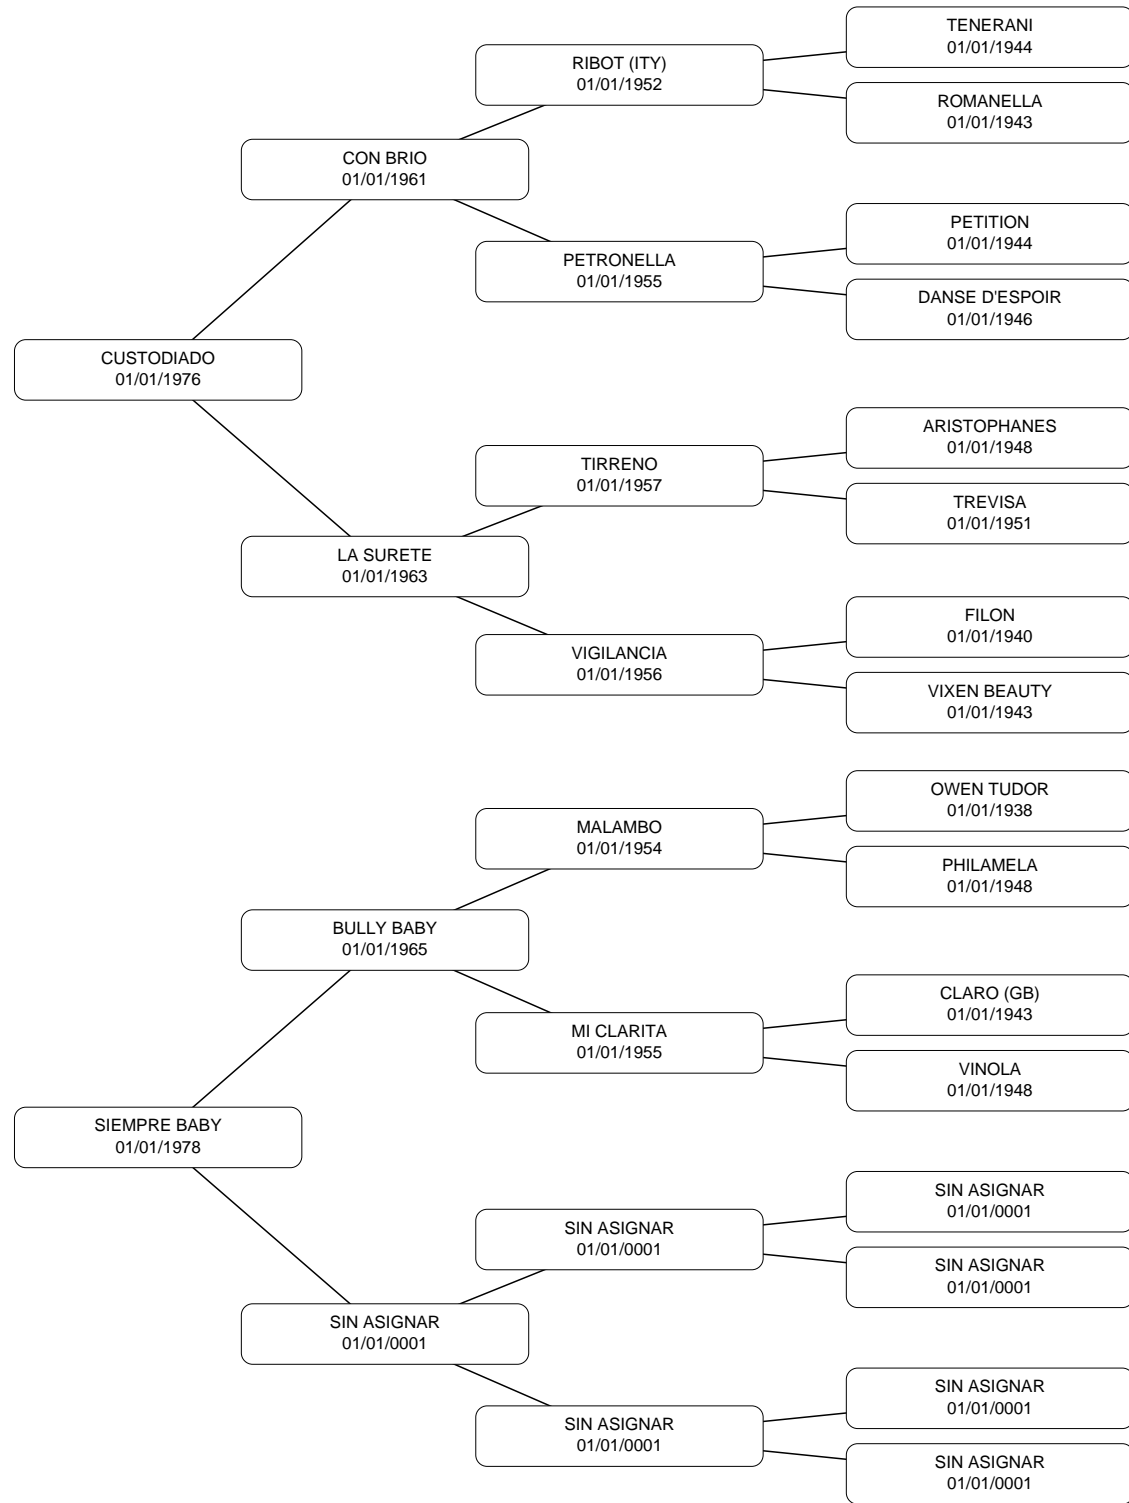 TENERANI
01/01/1944
RIBOT (ITY)
01/01/1952
ROMANELLA
01/01/1943
CON BRIO
01/01/1961
PETITION
01/01/1944
PETRONELLA
01/01/1955
DANSE D'ESPOIR
01/01/1946
CUSTODIADO
01/01/1976
ARISTOPHANES
01/01/1948
TIRRENO
01/01/1957
TREVISA
01/01/1951
LA SURETE
01/01/1963
FILON
01/01/1940
VIGILANCIA
01/01/1956
VIXEN BEAUTY
01/01/1943
OWEN TUDOR
01/01/1938
MALAMBO
01/01/1954
PHILAMELA
01/01/1948
BULLY BABY
01/01/1965
CLARO (GB)
01/01/1943
MI CLARITA
01/01/1955
VINOLA
01/01/1948
SIEMPRE BABY
01/01/1978
SIN ASIGNAR
01/01/0001
SIN ASIGNAR
01/01/0001
SIN ASIGNAR
01/01/0001
SIN ASIGNAR
01/01/0001
SIN ASIGNAR
01/01/0001
SIN ASIGNAR
01/01/0001
SIN ASIGNAR
01/01/0001